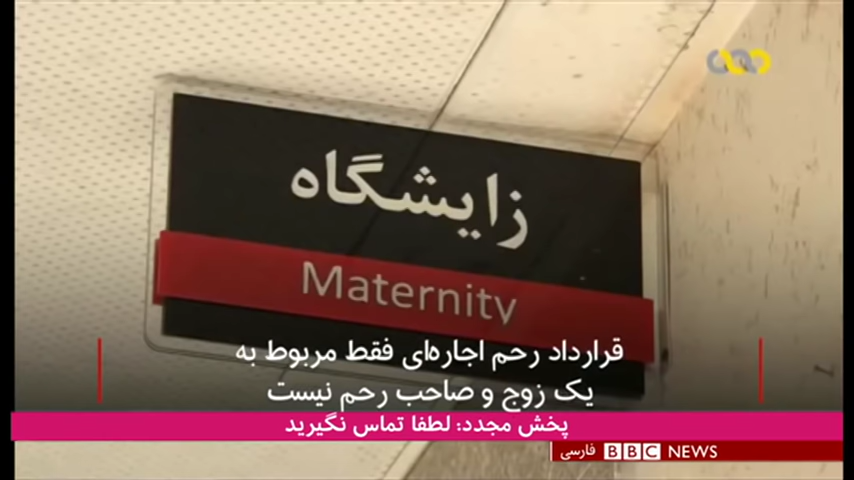 زایشگاه
Maternity
قرارداد رحم اجاره‌ای فقط مربوط به
یک زوج و صاحب رحم نیست
پخش مجدد: لطفا تماس نگیرید
BBC NEWS فارسی